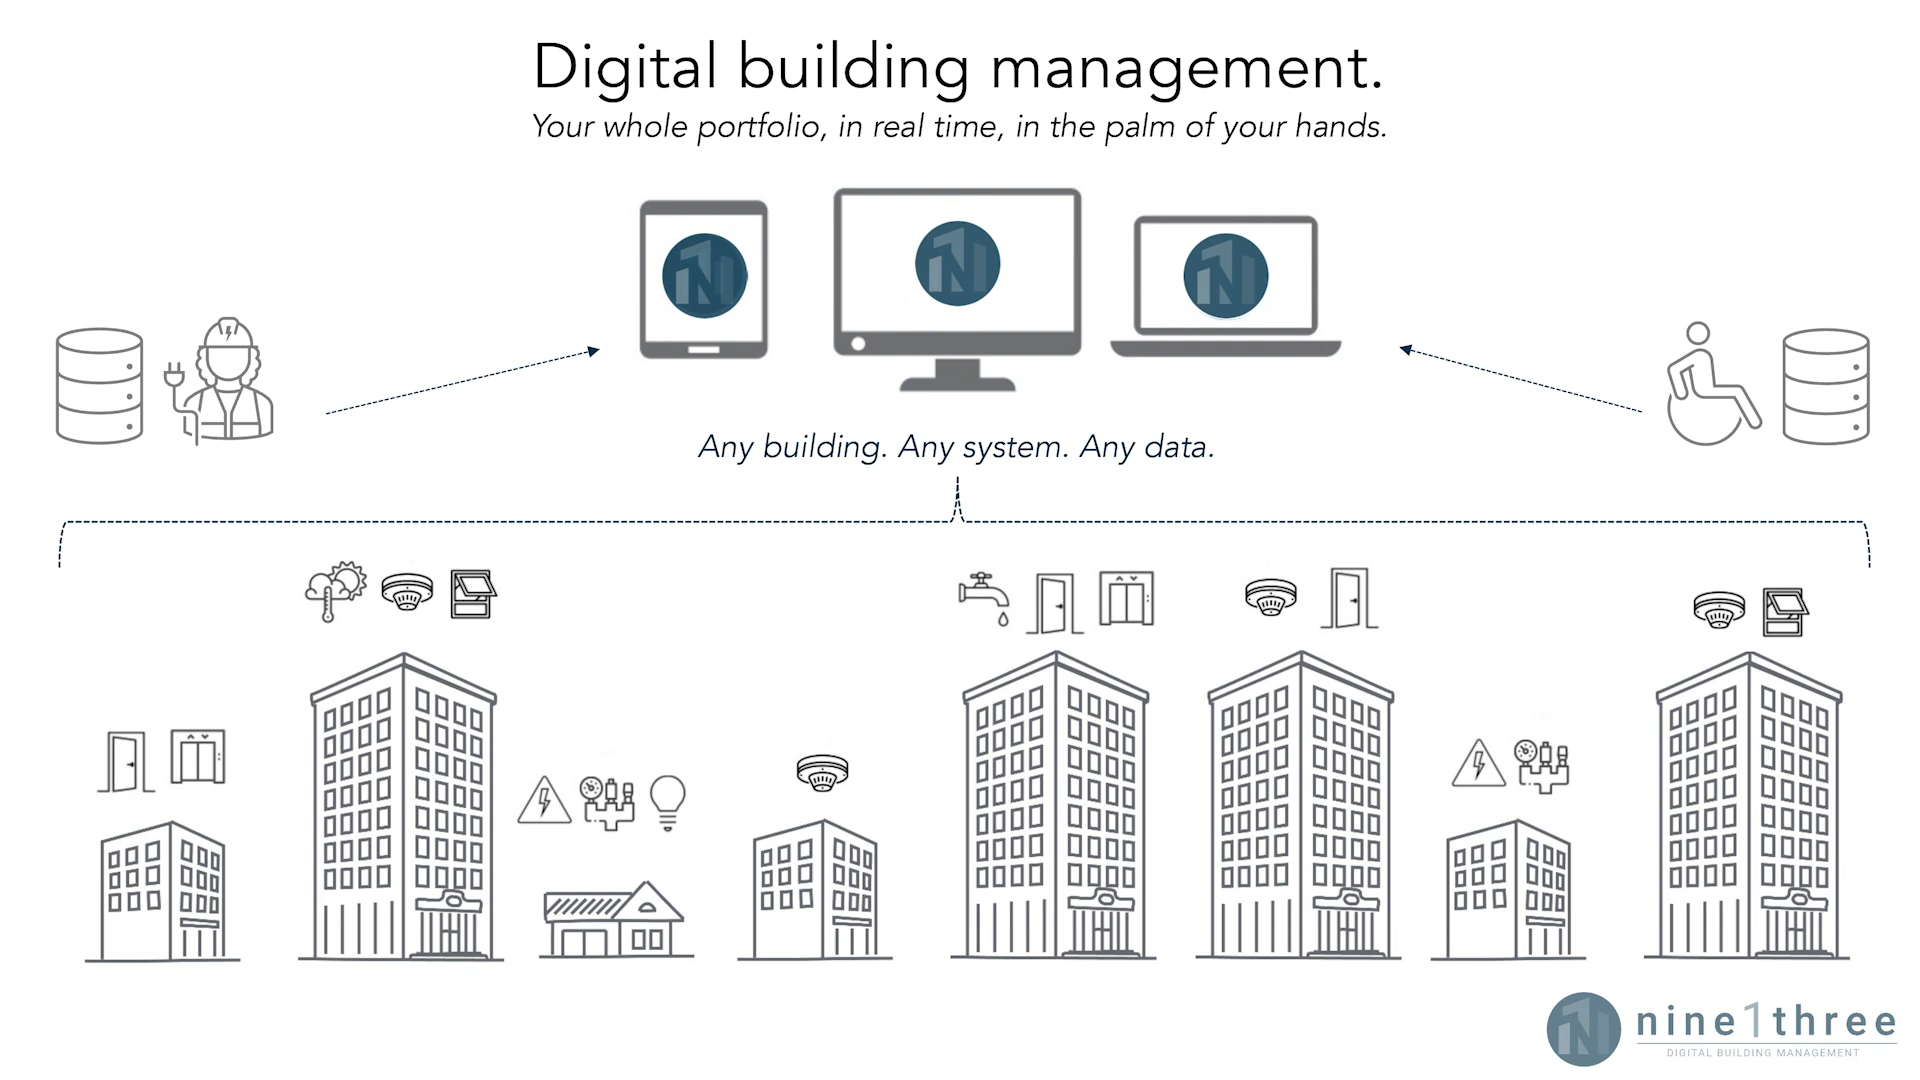 Digital building management.
Your whole portfolio, in real time, in the palm of your hands.
Any building. Any system. Any data.
nine1three
DIGITAL BUILDING MANAGEMENT